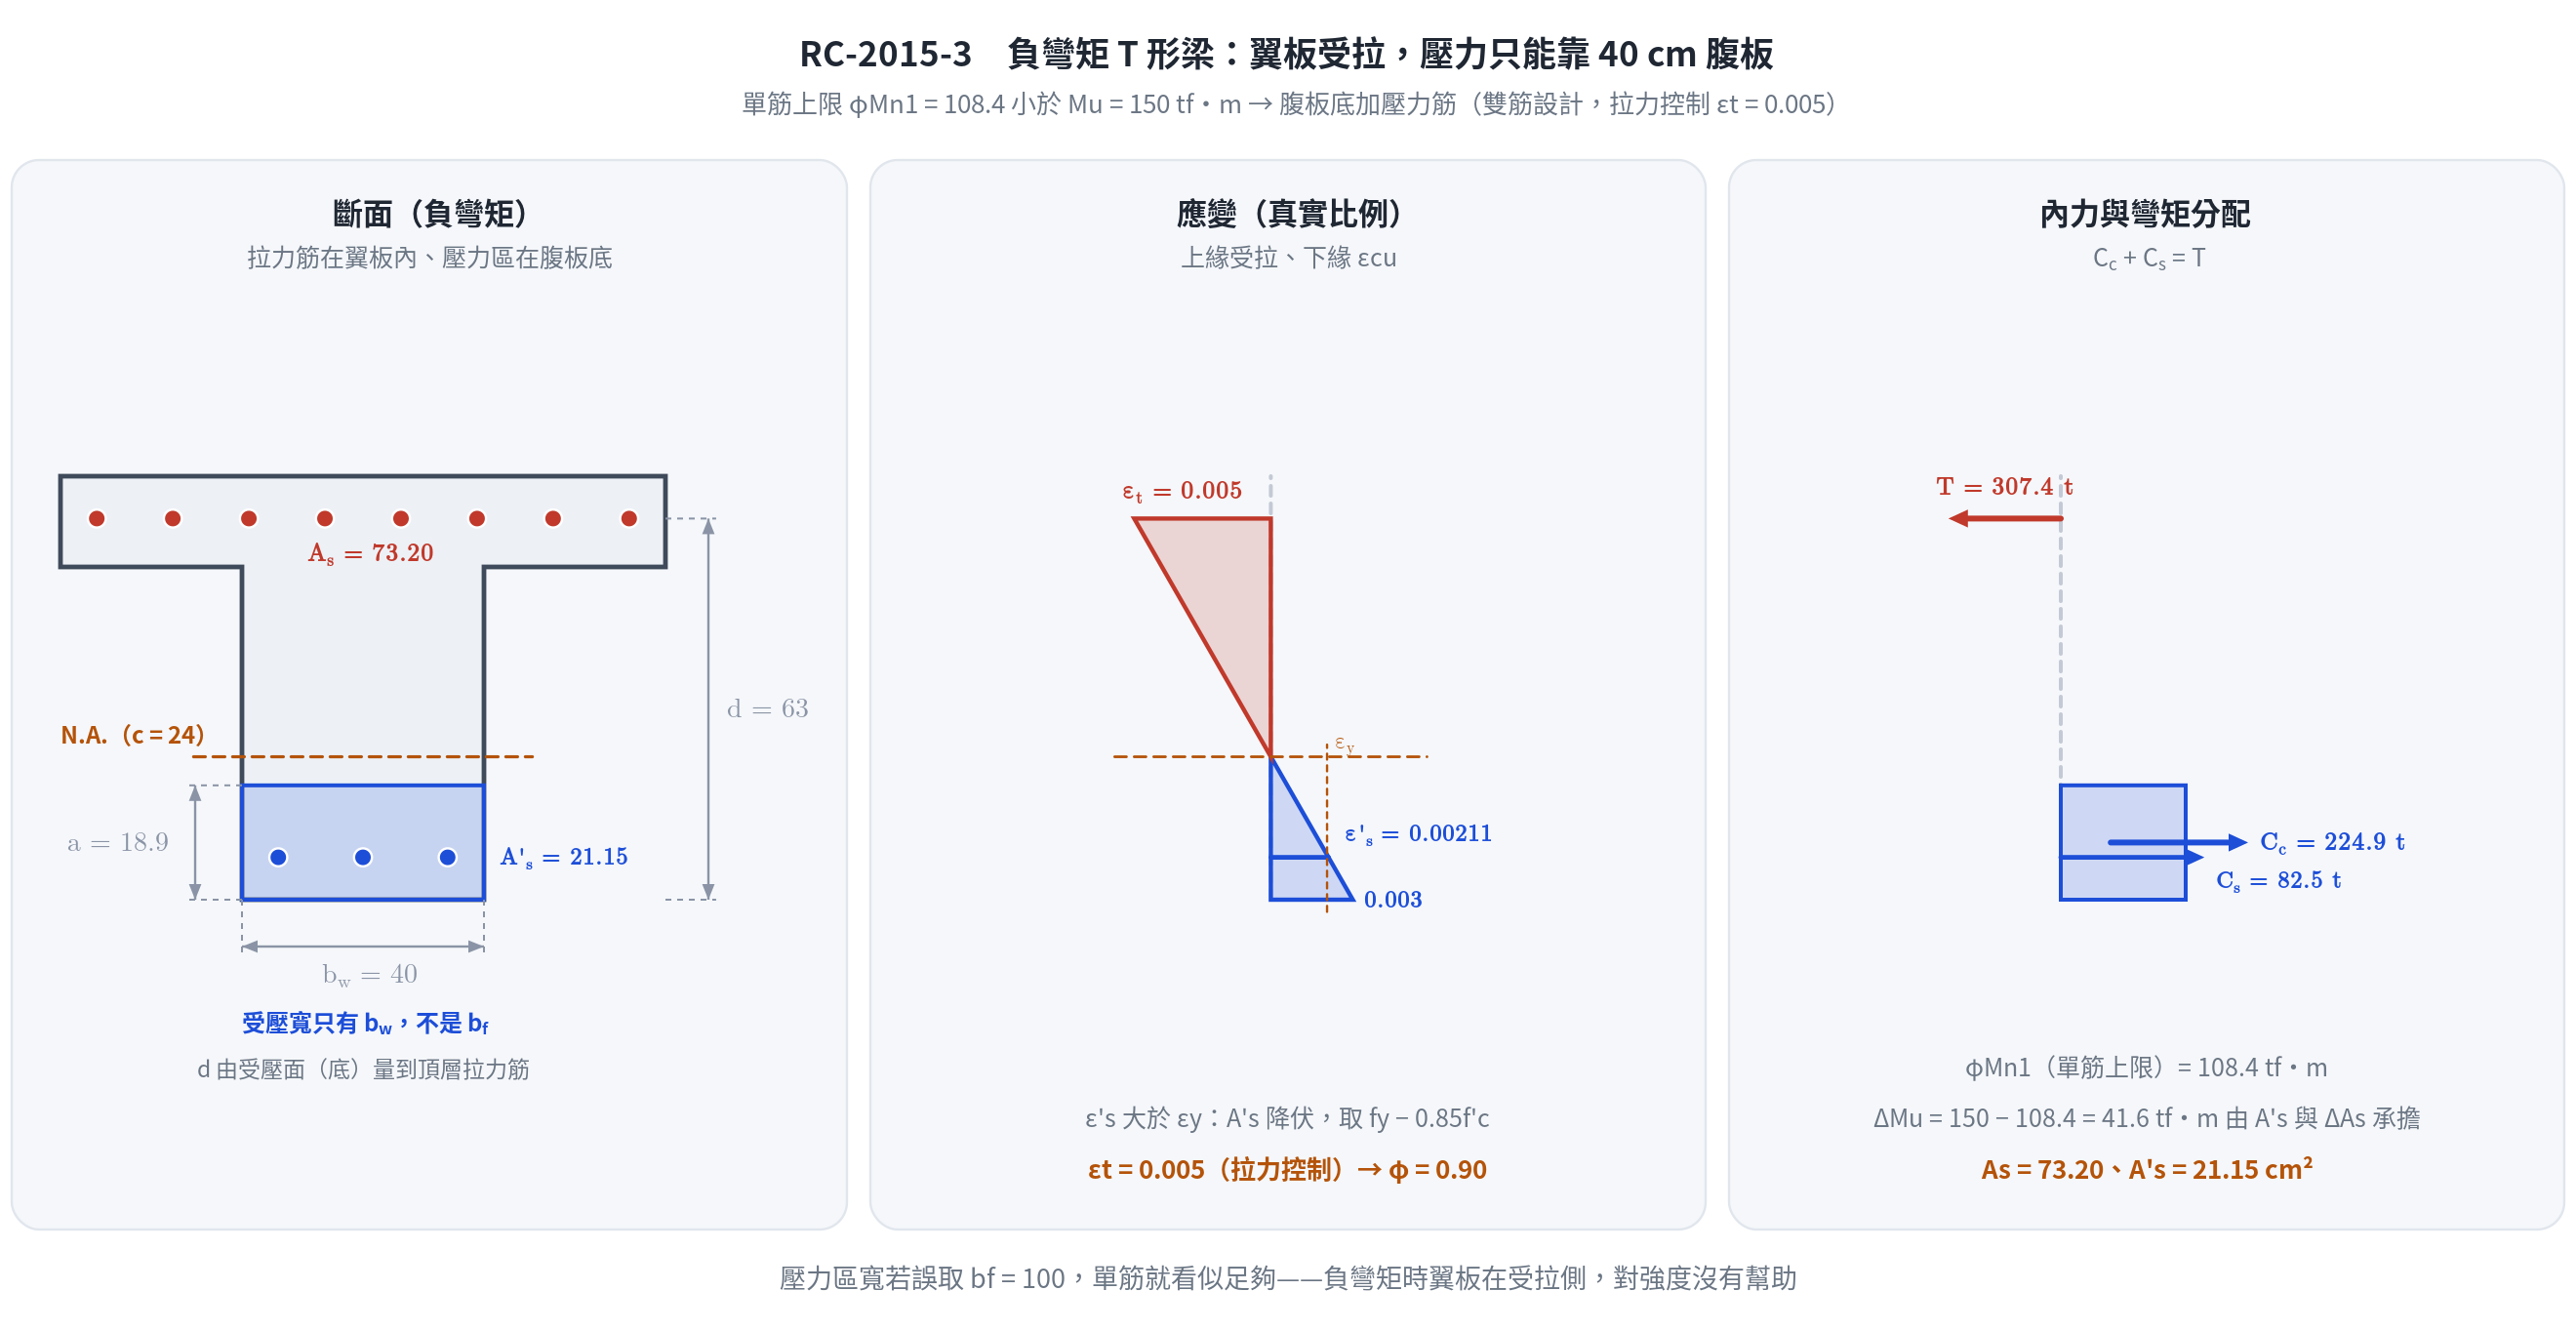 RC-2015-3 負彎矩 T 形梁：翼板受拉，壓力只能靠 40 cm 腹板
單筋上限 φMn1 = 108.4 小於 Mu = 150 tf·m → 腹板底加壓力筋（雙筋設計，拉力控制 εt = 0.005）
斷面（負彎矩）
拉力筋在翼板內、壓力區在腹板底
As = 73.20
d = 63
N.A.（c = 24）
a = 18.9
A's = 21.15
bw = 40
受壓寬只有 bw，不是 bf
d 由受壓面（底）量到頂層拉力筋
應變（真實比例）
上緣受拉、下緣 εcu
εt = 0.005
εy
ε's = 0.00211
0.003
ε's 大於 εy：A's 降伏，取 fy − 0.85f'c
εt = 0.005（拉力控制）→ φ = 0.90
內力與彎矩分配
Cc + Cs = T
T = 307.4 t
Cc = 224.9 t
Cs = 82.5 t
φMn1（單筋上限）= 108.4 tf·m
ΔMu = 150 − 108.4 = 41.6 tf·m 由 A's 與 ΔAs 承擔
As = 73.20、A's = 21.15 cm²
壓力區寬若誤取 bf = 100，單筋就看似足夠——負彎矩時翼板在受拉側，對強度沒有幫助